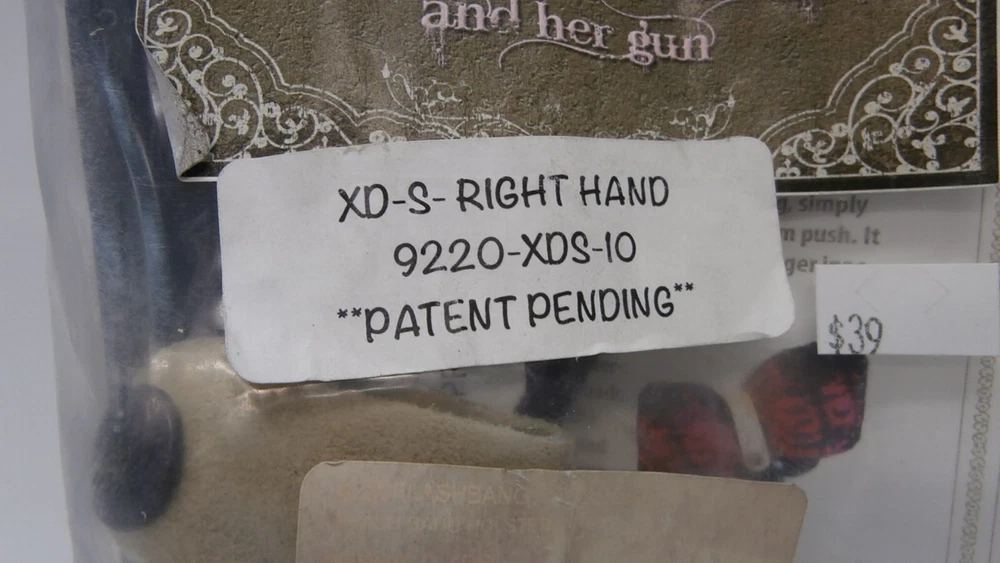 and her gun
XD-S- RIGHT HAND
9220-XDS-10
**PATENT PENDING**
simply
push. It
$39